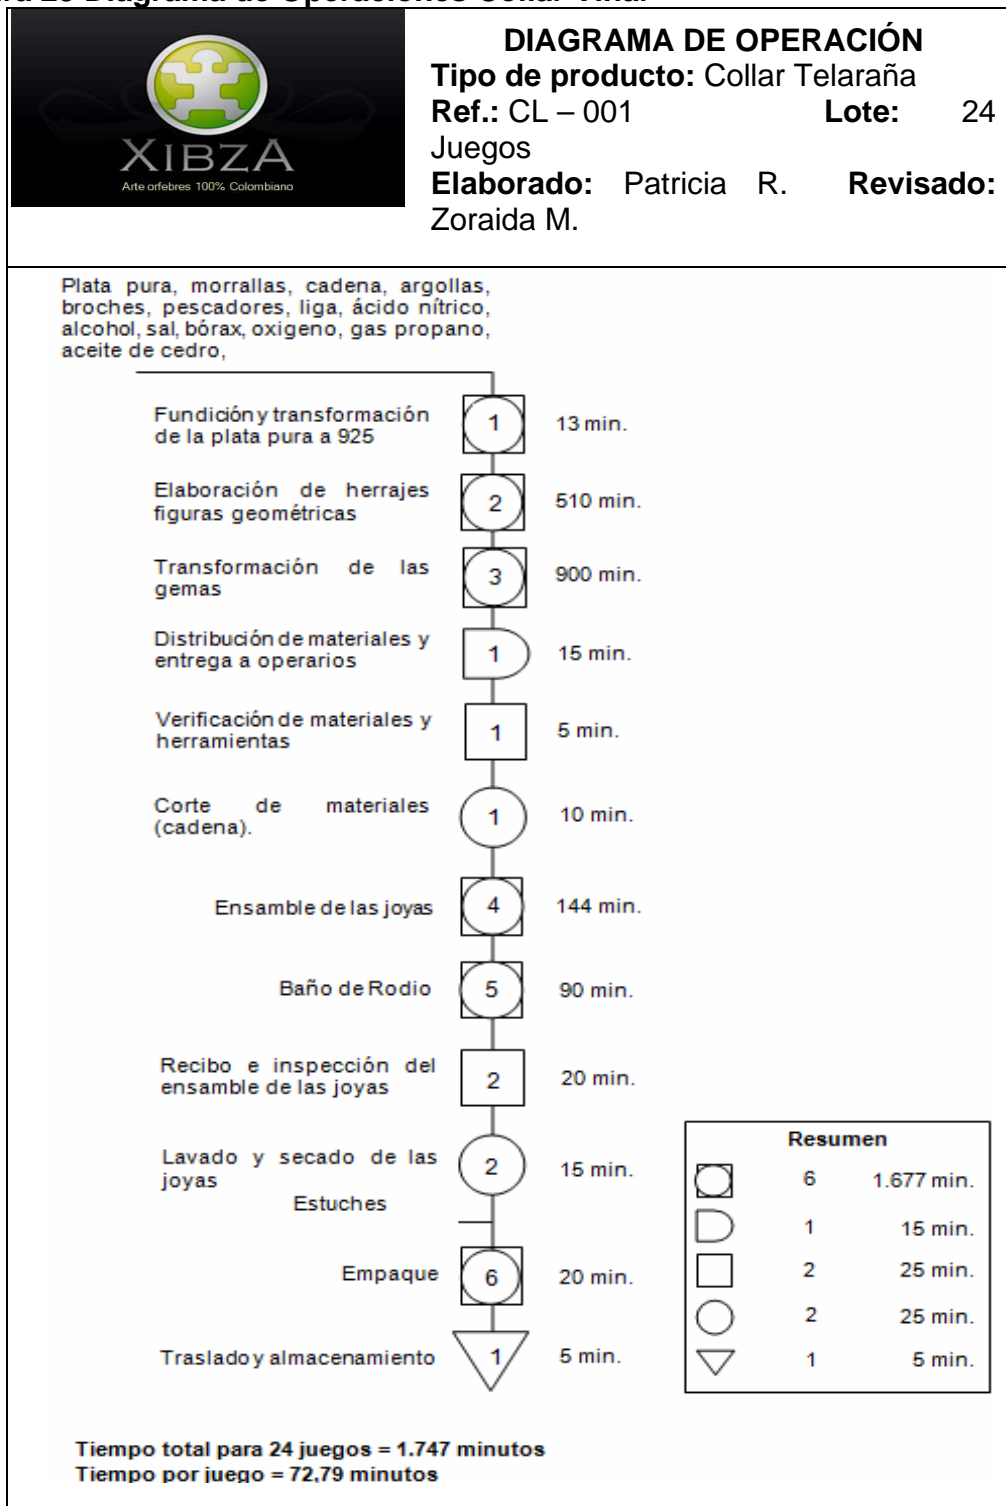 XIBZA
Arte orfebres 100% Colombiano
DIAGRAMA DE OPERACIÓN
Tipo de producto: Collar Telaraña
Ref.: CL – 001 Lote: 24
Juegos
Elaborado: Patricia R. Revisado:
Zoraida M.
Plata pura, morrallas, cadena, argollas,
broches, pescadores, liga, ácido nítrico,
alcohol, sal, bórax, oxigeno, gas propano,
aceite de cedro,
Fundición y transformación
de la plata pura a 925
1
13 min.
Elaboración de herrajes
figuras geométricas
2
510 min.
Transformación de las
gemas
3
900 min.
Distribución de materiales y
entrega a operarios
1
15 min.
Verificación de materiales y
herramientas
1
5 min.
Corte de materiales
(cadena).
1
10 min.
Ensamble de las joyas
4
144 min.
Baño de Rodio
5
90 min.
Recibo e inspección del
ensamble de las joyas
2
20 min.
Lavado y secado de las
joyas
2
15 min.
Estuches
Empaque
6
20 min.
Traslado y almacenamiento
1
5 min.
Resumen
6 1.677 min.
1 15 min.
2 25 min.
2 25 min.
1 5 min.
Tiempo total para 24 juegos = 1.747 minutos
Tiempo por juego = 72,79 minutos